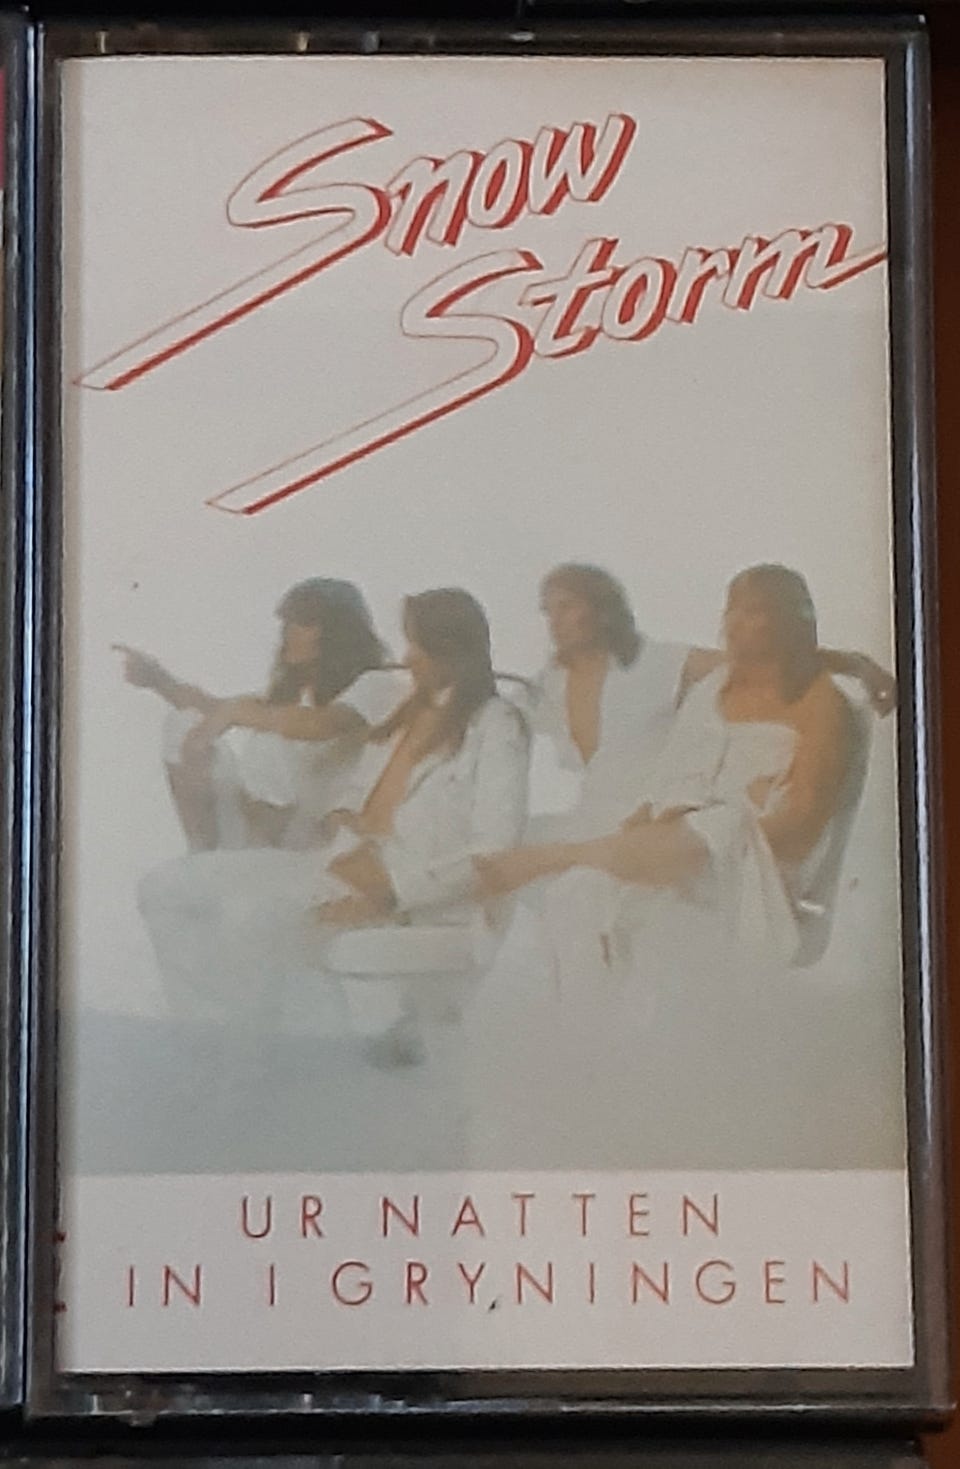 Snow
Storm
UR NATTEN
IN I GRYNINGEN